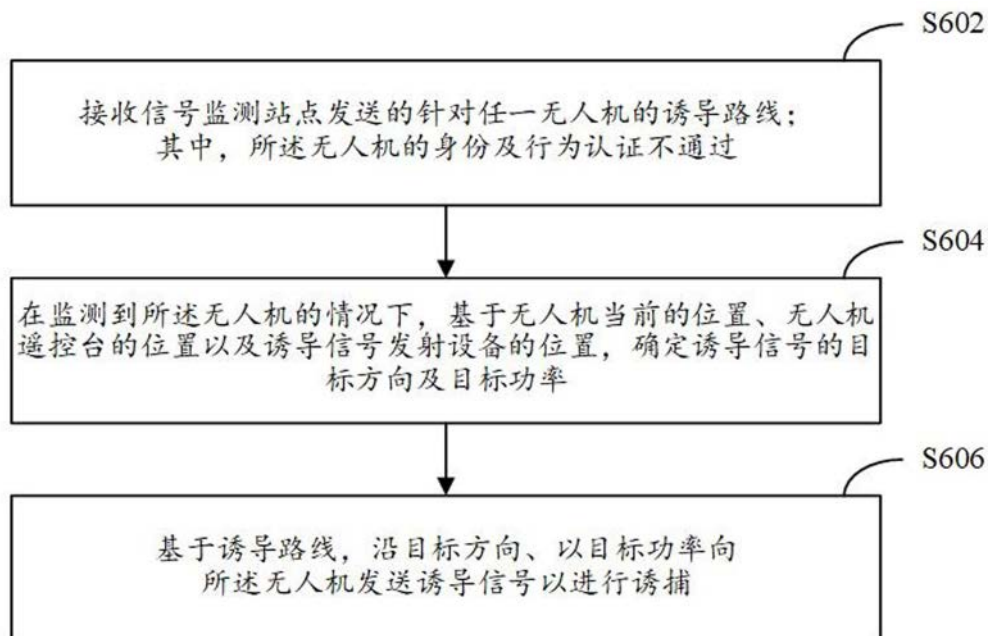 S602
接收信号监测站点发送的针对任一无人机的诱导路线；
其中，所述无人机的身份及行为认证不通过
S604
在监测到所述无人机的情况下，基于无人机当前的位置、无人机
遥控台的位置以及诱导信号发射设备的位置，确定诱导信号的目
标方向及目标功率
S606
基于诱导路线，沿目标方向、以目标功率向
所述无人机发送诱导信号以进行诱捕